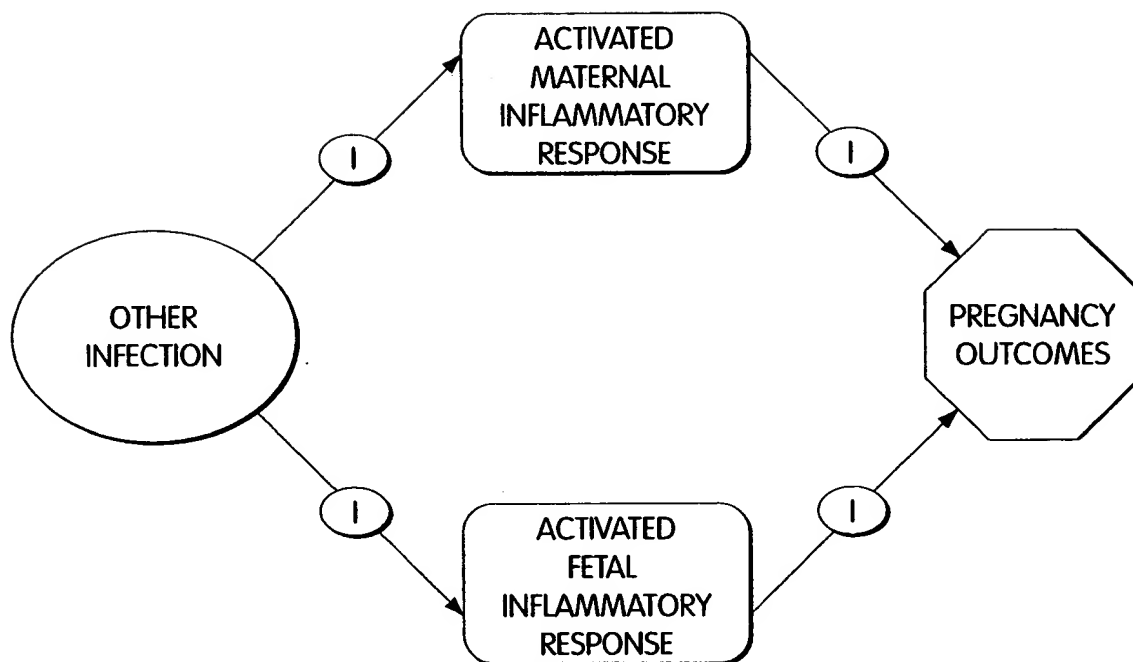 ACTIVATED
MATERNAL
INFLAMMATORY
RESPONSE
I
I
OTHER
INFECTION
PREGNANCY
OUTCOMES
I
I
ACTIVATED
FETAL
INFLAMMATORY
RESPONSE